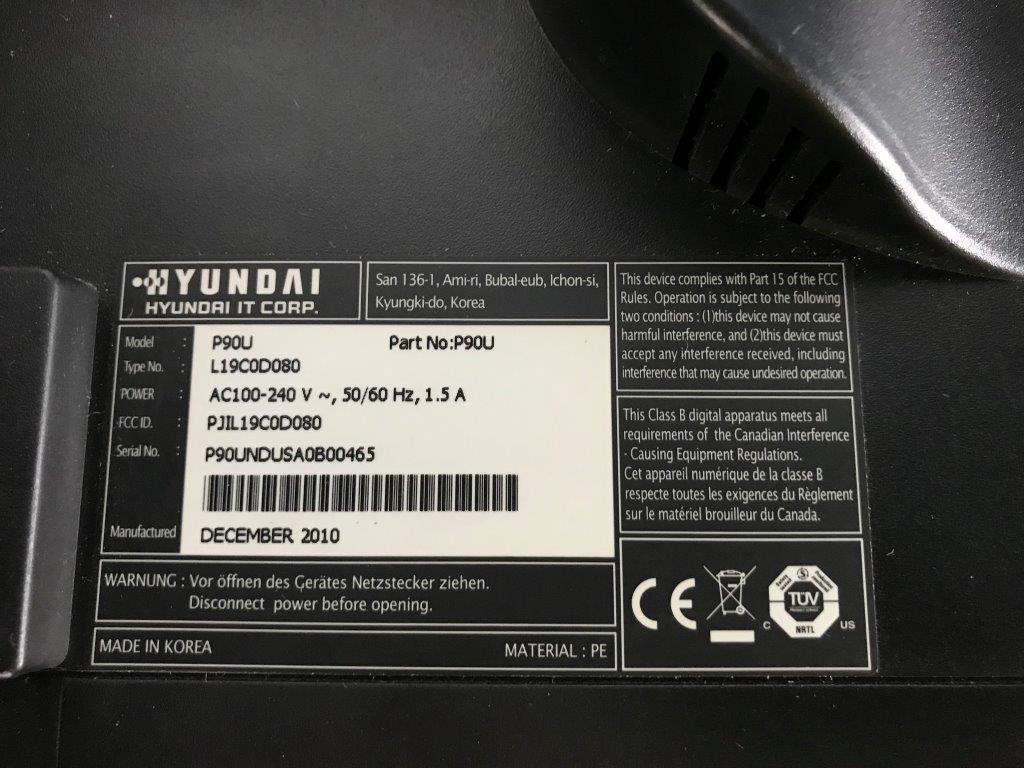 HYUNDAI
HYUNDAI IT CORP.
San 136-1, Ami-ri, Bubal-eub, Ichon-si,
Kyungki-do, Korea
Model : P90U Part No:P90U
Type No. : L19C0D080
POWER : AC100-240 V ~, 50/60 Hz, 1.5 A
FCC ID. : PJIL19C0D080
Serial No. : P90UNDUSA0B00465
Manufactured DECEMBER 2010
WARNUNG : Vor öffnen des Gerätes Netzstecker ziehen.
Disconnect power before opening.
MADE IN KOREA MATERIAL : PE
This device complies with Part 15 of the FCC
Rules. Operation is subject to the following
two conditions : (1)this device may not cause
harmful interference, and (2)this device must
accept any interference received, including
interference that may cause undesired operation.
This Class B digital apparatus meets all
requirements of the Canadian Interference
- Causing Equipment Regulations.
Cet appareil numérique de la classe B
respecte toutes les exigences du Règlement
sur le matériel brouilleur du Canada.
CE
TÜV
PRODUCT SERVICE
C NRTL US